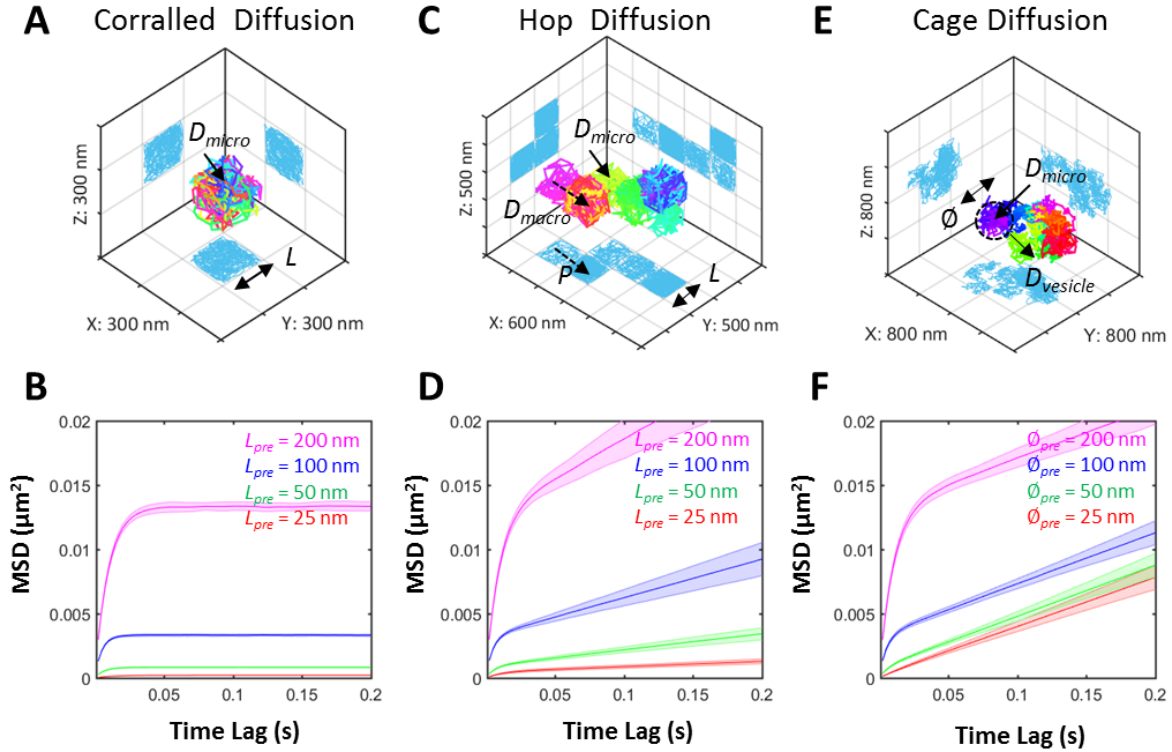 A Corralled Diffusion
C Hop Diffusion
E Cage Diffusion
D_micro
Z: 300 nm
X: 300 nm
Y: 300 nm
L
D_micro
D_macro
P
L
Z: 500 nm
X: 600 nm
Y: 500 nm
D_micro
Ø
D_vesicle
Z: 800 nm
X: 800 nm
Y: 800 nm
B
MSD (µm²)
0.02
0.015
0.01
0.005
0
0.05 0.1 0.15 0.2
Time Lag (s)
L_pre = 200 nm
L_pre = 100 nm
L_pre = 50 nm
L_pre = 25 nm
D
MSD (µm²)
0.02
0.015
0.01
0.005
0
0.05 0.1 0.15 0.2
Time Lag (s)
L_pre = 200 nm
L_pre = 100 nm
L_pre = 50 nm
L_pre = 25 nm
F
MSD (µm²)
0.02
0.015
0.01
0.005
0
0.05 0.1 0.15 0.2
Time Lag (s)
Ø_pre = 200 nm
Ø_pre = 100 nm
Ø_pre = 50 nm
Ø_pre = 25 nm